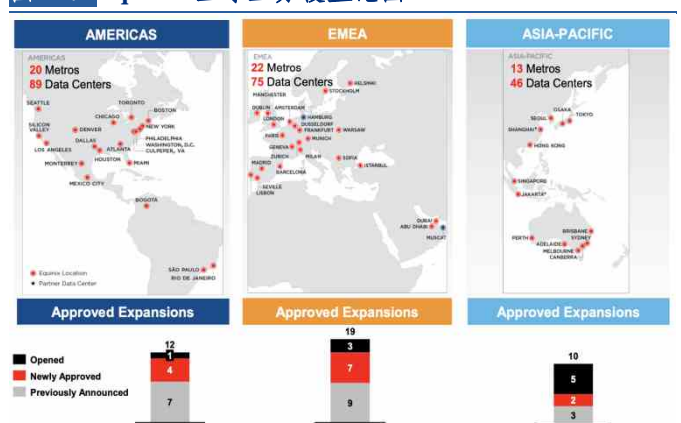 AMERICAS
EMEA
ASIA-PACIFIC
AMERICAS
20 Metros
89 Data Centers
SEATTLE
TORONTO
BOSTON
CHICAGO
SILICON VALLEY
DENVER
NEW YORK
PHILADELPHIA
WASHINGTON, D.C.
CULPEPER, VA
DALLAS
LOS ANGELES
ATLANTA
HOUSTON
MONTERREY
MIAMI
MEXICO CITY
BOGOTÁ
SÃO PAULO
RIO DE JANEIRO
Equinix Location
Partner Data Center
EMEA
22 Metros
75 Data Centers
HELSINKI
STOCKHOLM
MANCHESTER
DUBLIN
AMSTERDAM
HAMBURG
LONDON
DUSSELDORF
FRANKFURT
WARSAW
PARIS
MUNICH
GENEVA
ZURICH
MILAN
SOFIA
MADRID
BARCELONA
ISTANBUL
SEVILLE
LISBON
DUBAI
ABU DHABI
MUSCAT
ASIA-PACIFIC
13 Metros
46 Data Centers
OSAKA
SEOUL
TOKYO
SHANGHAI*
HONG KONG
SINGAPORE
JAKARTA*
PERTH
BRISBANE
SYDNEY
ADELAIDE
MELBOURNE
CANBERRA
Approved Expansions
Approved Expansions
Approved Expansions
Opened
Newly Approved
Previously Announced
12
1
4
7
19
3
7
9
10
5
2
3